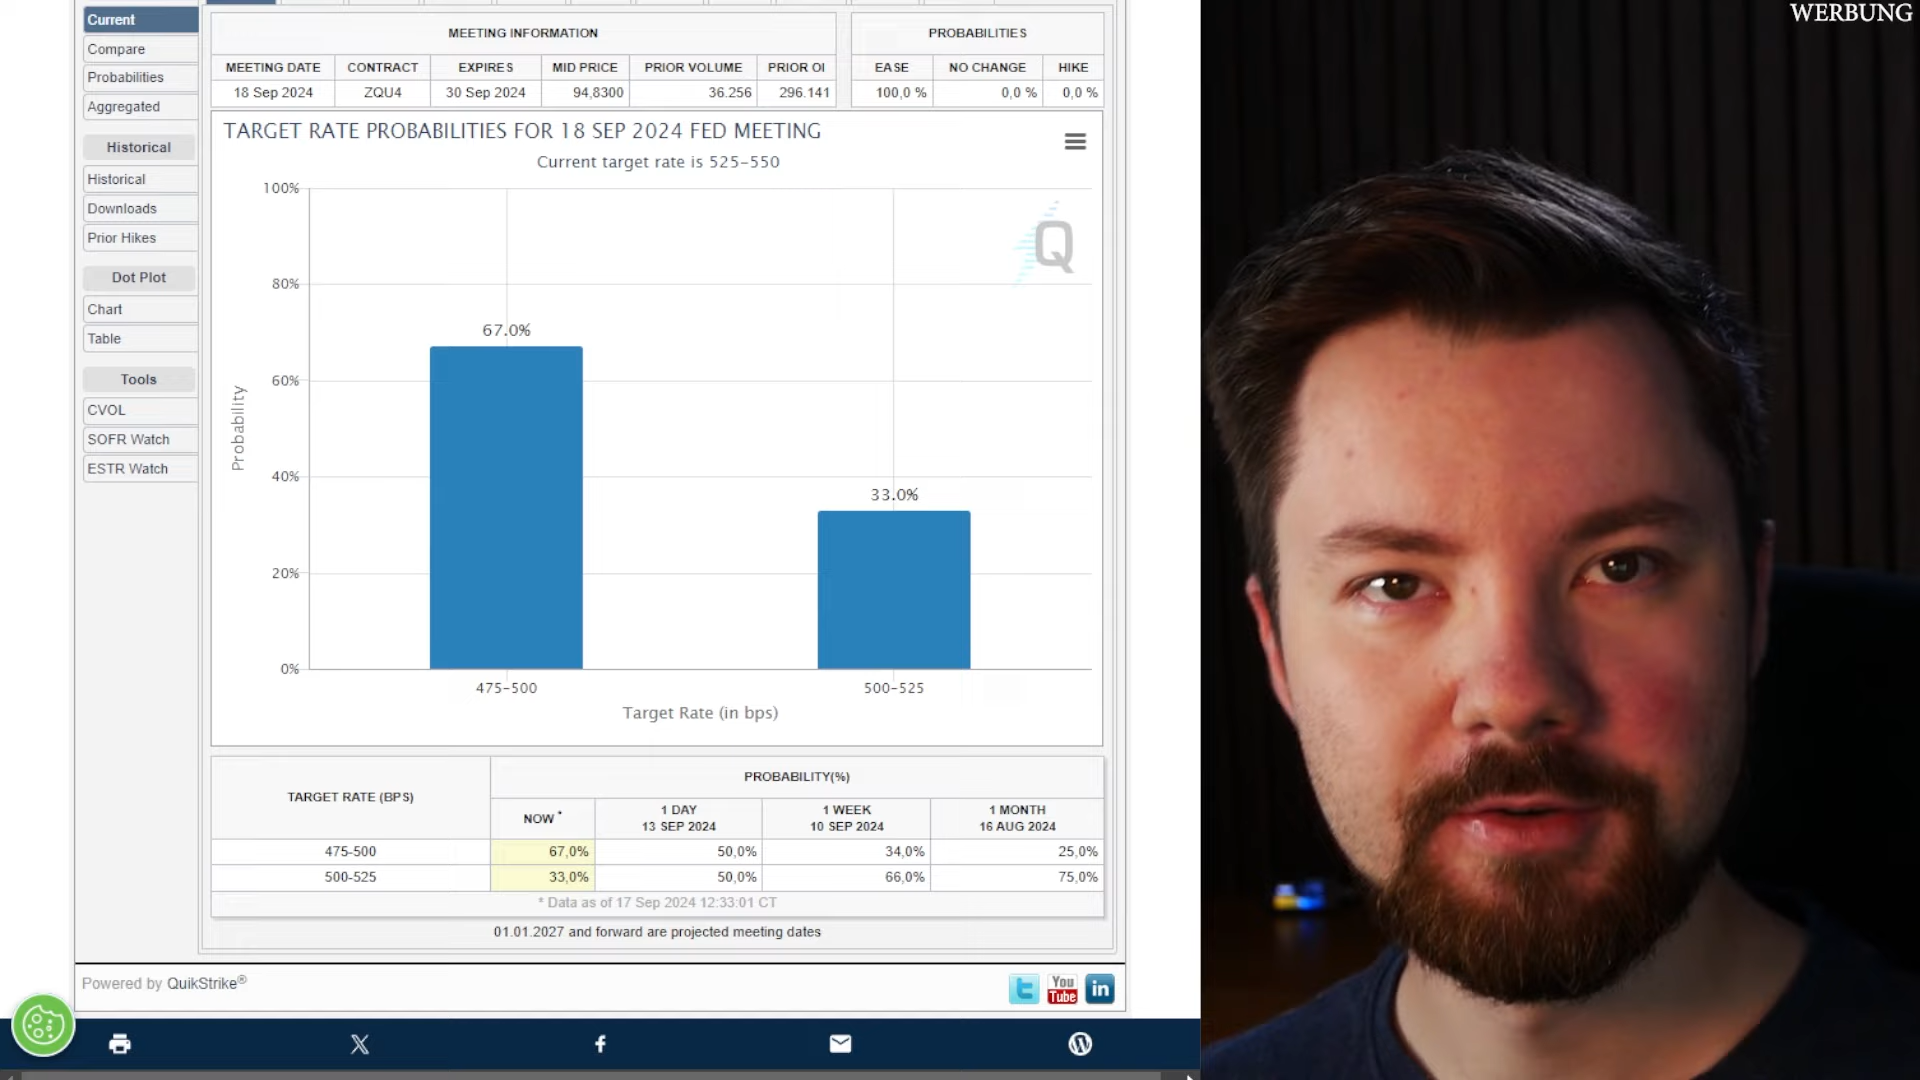 WERBUNG
Current
Compare
Probabilities
Aggregated
Historical
Historical
Downloads
Prior Hikes
Dot Plot
Chart
Table
Tools
CVOL
SOFR Watch
ESTR Watch
MEETING INFORMATION
MEETING DATE CONTRACT EXPIRES MID PRICE PRIOR VOLUME PRIOR OI
18 Sep 2024 ZQU4 30 Sep 2024 94,8300 36.256 296.141
PROBABILITIES
EASE NO CHANGE HIKE
100,0 % 0,0 % 0,0 %
TARGET RATE PROBABILITIES FOR 18 SEP 2024 FED MEETING
Current target rate is 525-550
Q
100%
80%
60%
40%
20%
0%
Probability
67.0%
33.0%
475-500 500-525
Target Rate (in bps)
TARGET RATE (BPS) PROBABILITY(%)
NOW * 1 DAY 13 SEP 2024 1 WEEK 10 SEP 2024 1 MONTH 16 AUG 2024
475-500 67,0% 50,0% 34,0% 25,0%
500-525 33,0% 50,0% 66,0% 75,0%
* Data as of 17 Sep 2024 12:33:01 CT
01.01.2027 and forward are projected meeting dates
Powered by QuikStrike®
You
Tube
in